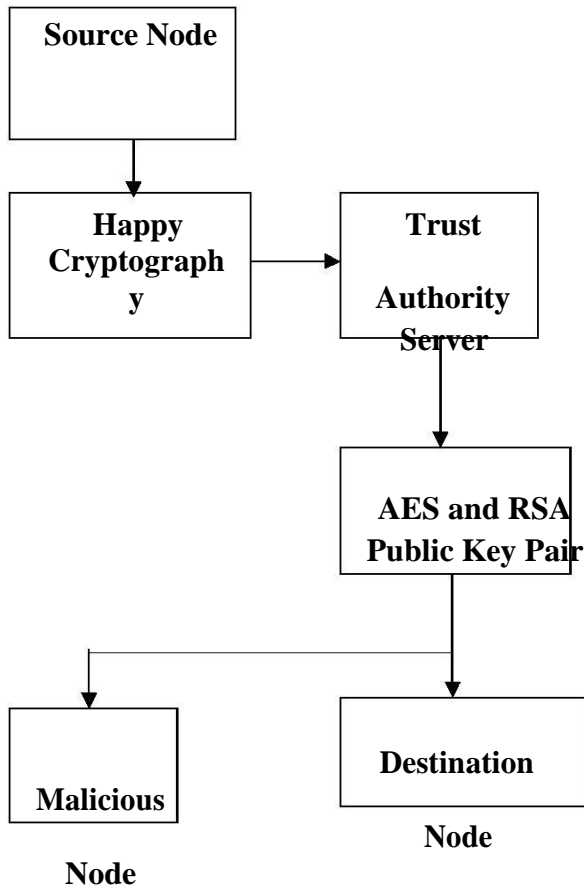 Source Node
Happy
Cryptograph
y
Trust
Authority
Server
AES and RSA
Public Key Pair
Malicious
Node
Destination
Node